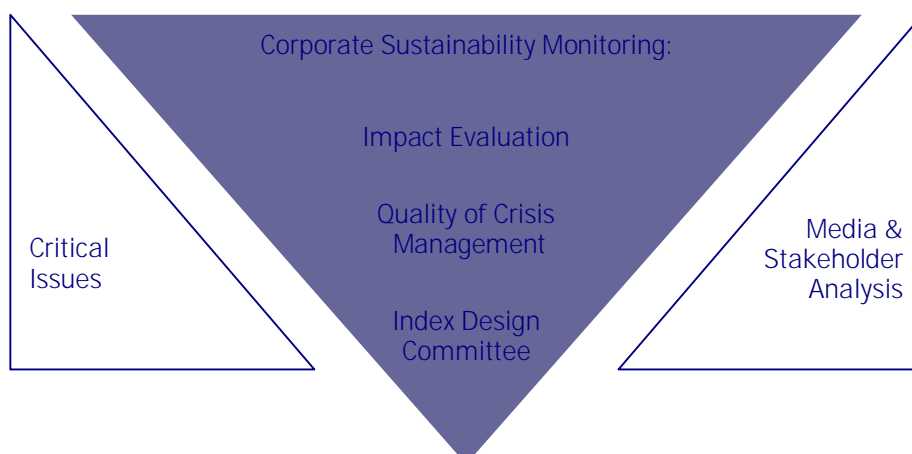 Corporate Sustainability Monitoring:
Impact Evaluation
Quality of Crisis
Management
Index Design
Committee
Critical
Issues
Media &
Stakeholder
Analysis